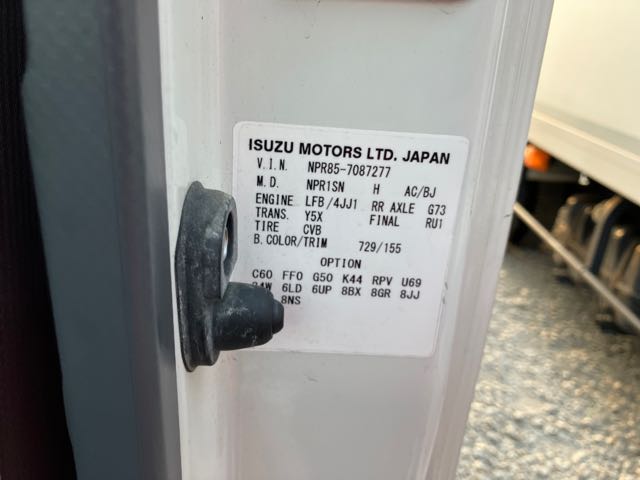 ISUZU MOTORS LTD. JAPAN
V.I.N. NPR85-7087277
M.D. NPR1SN H AC/BJ
ENGINE LFB/4JJ1 RR AXLE G73
TRANS. Y5X FINAL RU1
TIRE CVB
B.COLOR/TRIM 729/155
OPTION
C60 FF0 G50 K44 RPV U69
6LD 6UP 8BX 8GR 8JJ
8NS